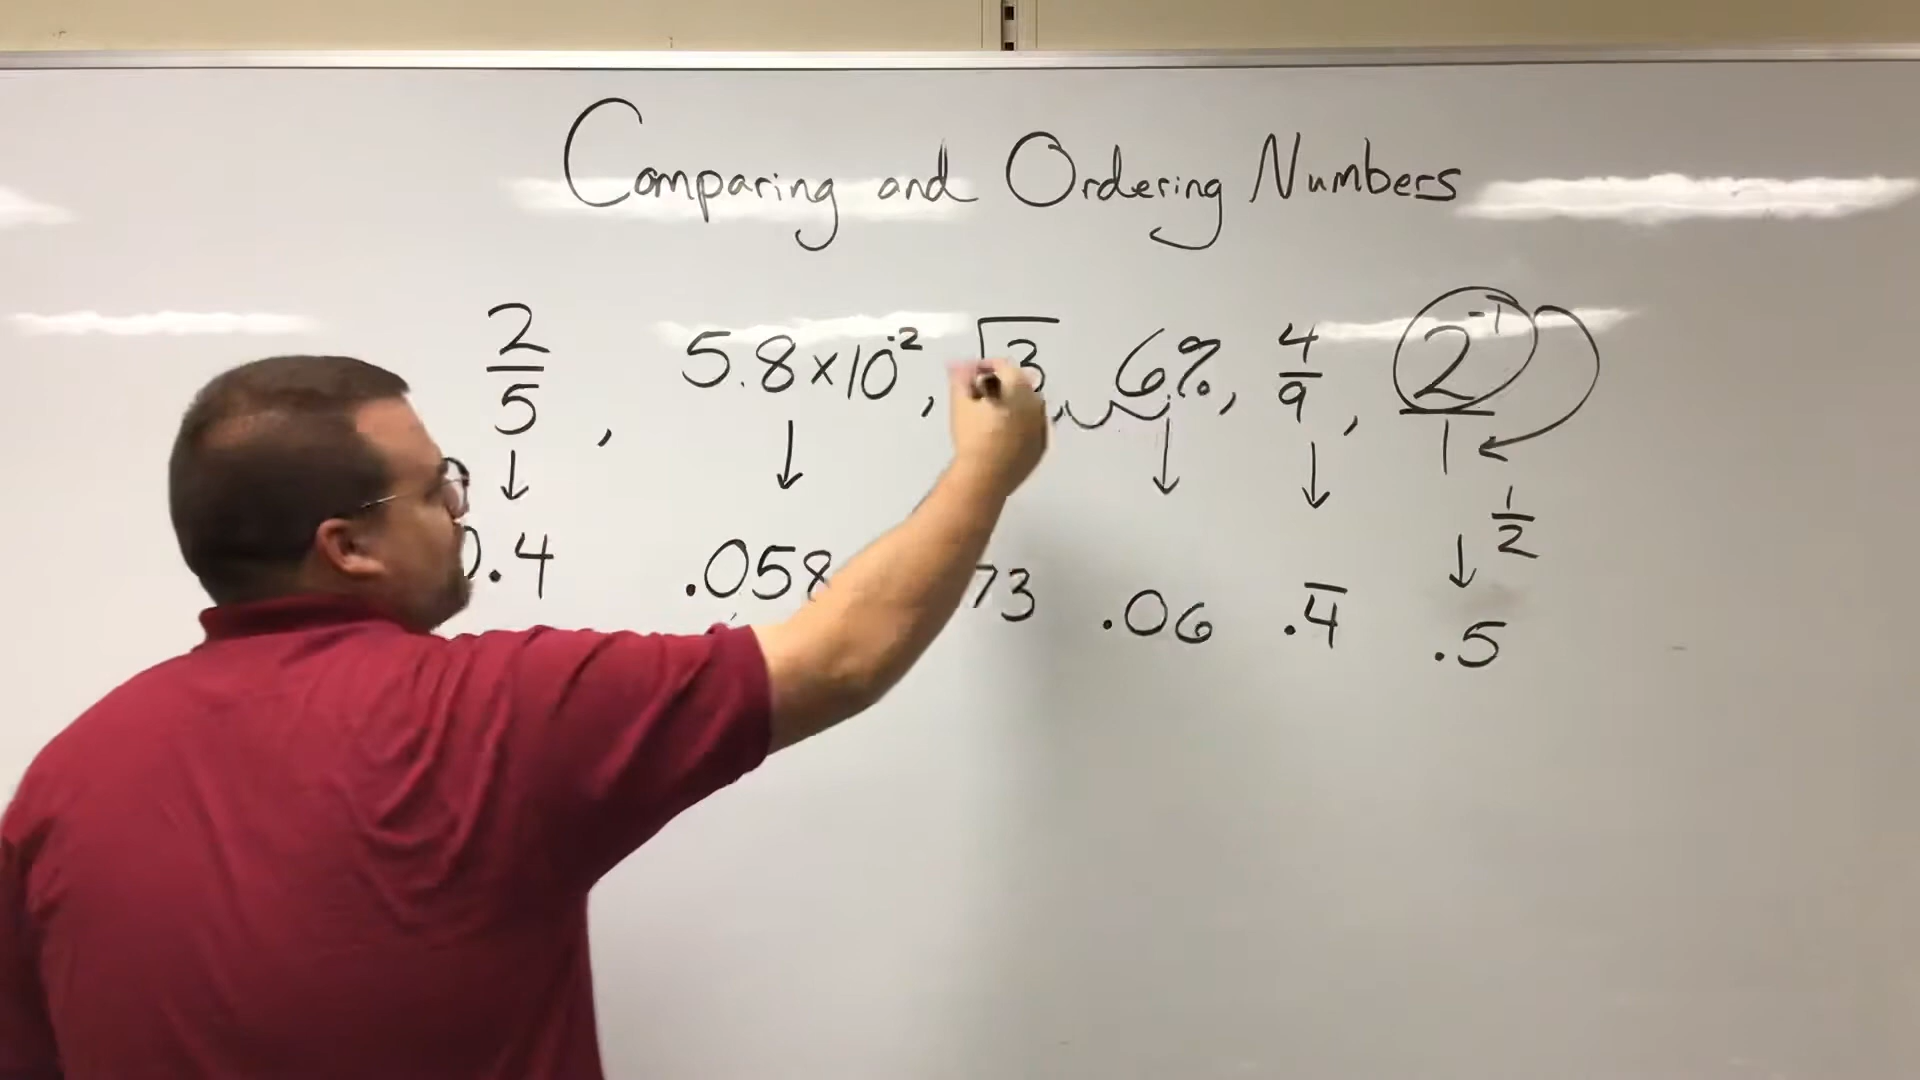 Comparing and Ordering Numbers
2/5, 5.8×10⁻², √3, 6%, 4/9, 2⁻¹/1
1/2
0.4 .058 73 .06 .4̅ .5